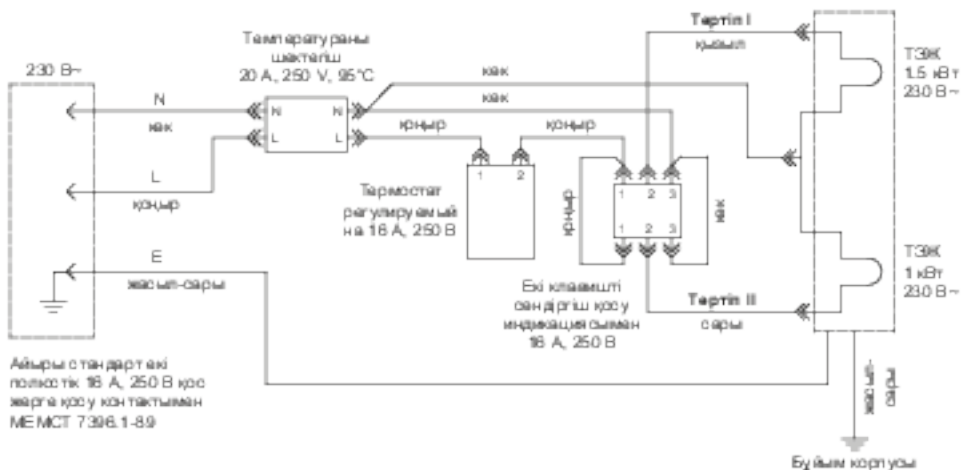 230 В~
N
көк
L
қоңыр
E
жасыл-сары
Айыры стандарт екі
полюстік 16 А, 250 В қос
жерге қосу контактымен
МЕМСТ 7396.1-89
Температураны
шектегіш
20 А, 250 V, 95°С
N N
L L
көк
көк
қоңыр
қоңыр
1 2
Термостат
регулируемый
на 16 А, 250 В
Тәртіп I
қызыл
1 2 3
1 2 3
қоңыр
көк
Екі клавишті
сөндіргіш қосу
индикациясымен
16 А, 250 В
Тәртіп II
сары
ТЭЖ
1.5 кВт
230 В~
ТЭЖ
1 кВт
230 В~
жасыл-
сары
Бұйым корпусы